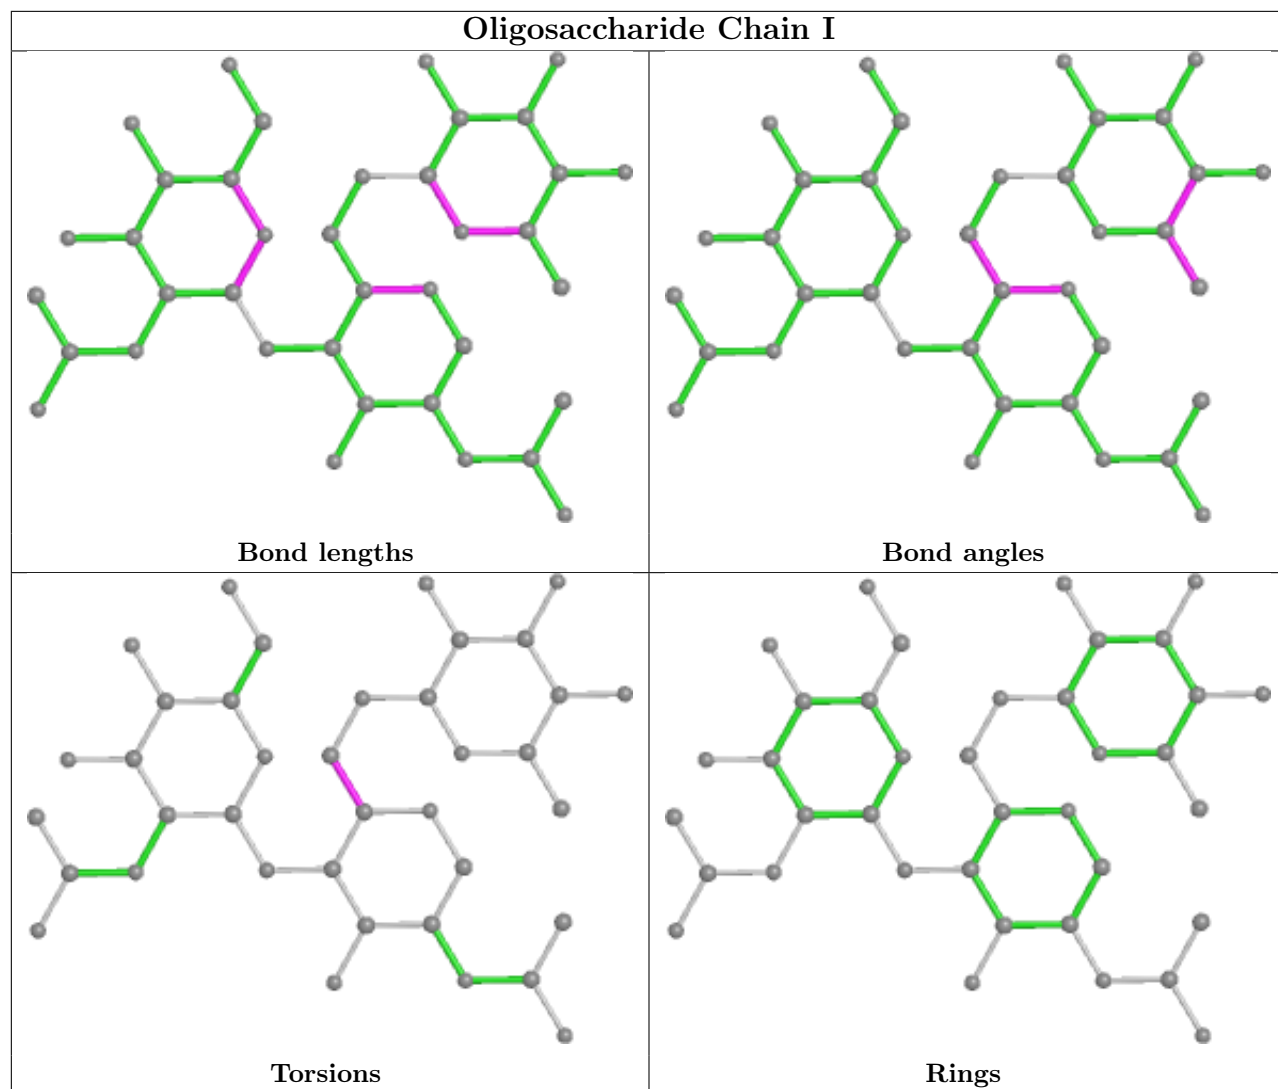 Oligosaccharide Chain I
Bond lengths
Bond angles
Torsions
Rings